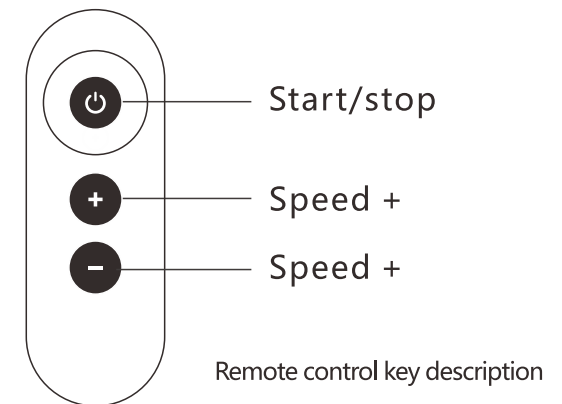 Start/stop
+
Speed +
−
Speed +
Remote control key description